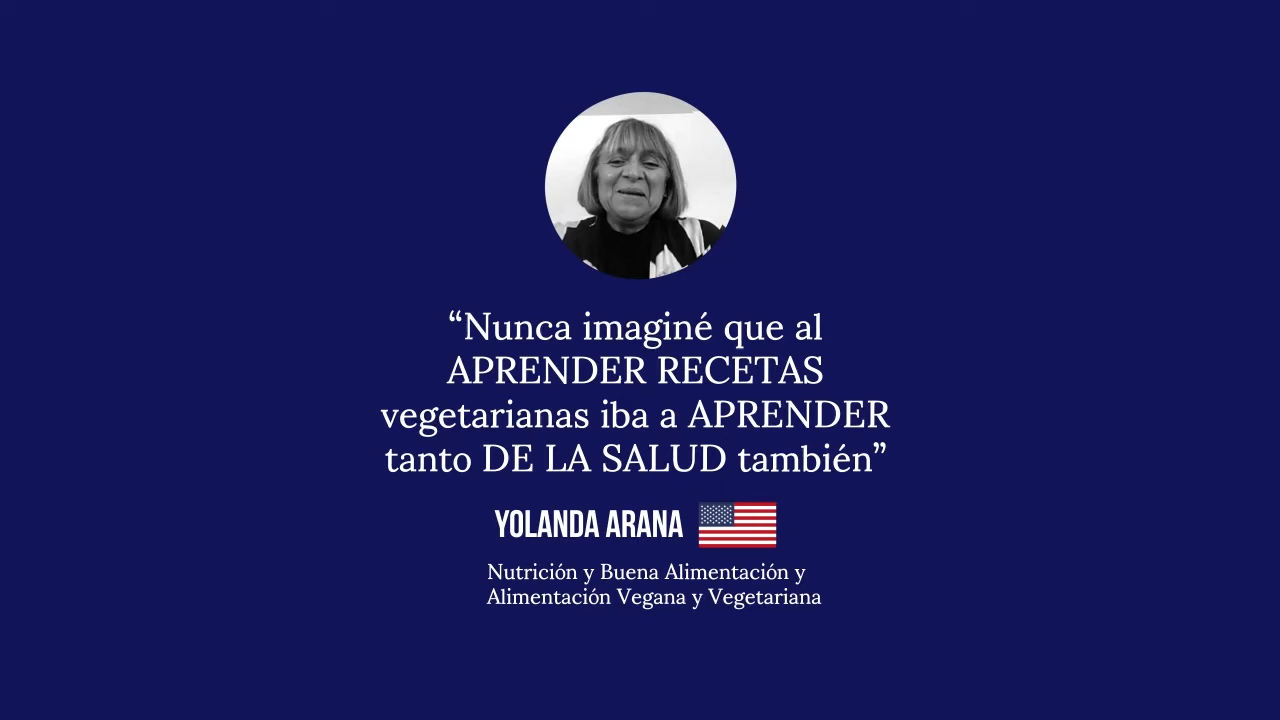 “Nunca imaginé que al
APRENDER RECETAS
vegetarianas iba a APRENDER
tanto DE LA SALUD también”
YOLANDA ARANA
Nutrición y Buena Alimentación y
Alimentación Vegana y Vegetariana